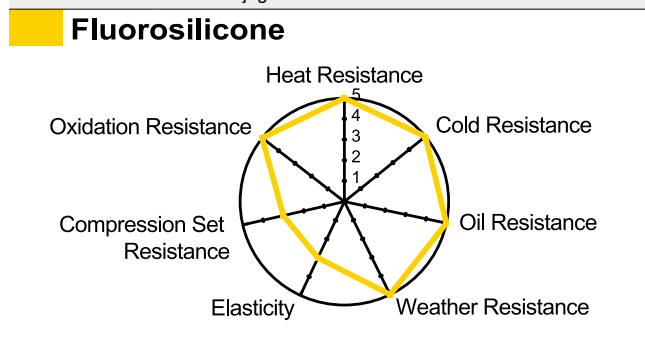 Fluorosilicone
Heat Resistance
5
Oxidation Resistance
4
Cold Resistance
3
2
1
Compression Set
Resistance
Oil Resistance
Elasticity
Weather Resistance